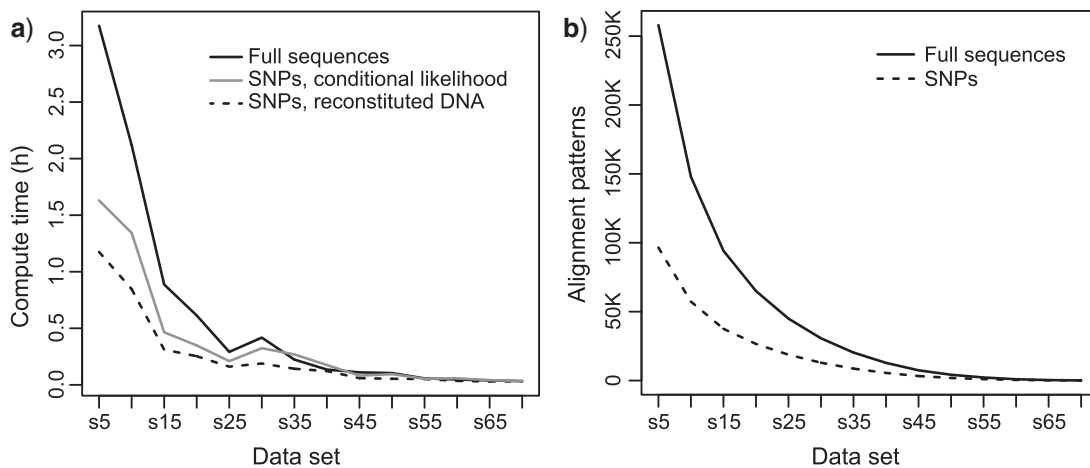 a)
Full sequences
SNPs, conditional likelihood
SNPs, reconstituted DNA
Compute time (h)
3.0
2.5
2.0
1.5
1.0
0.5
0.0
s5 s15 s25 s35 s45 s55 s65
Data set
b)
Full sequences
SNPs
Alignment patterns
250K
200K
150K
100K
50K
0
s5 s15 s25 s35 s45 s55 s65
Data set